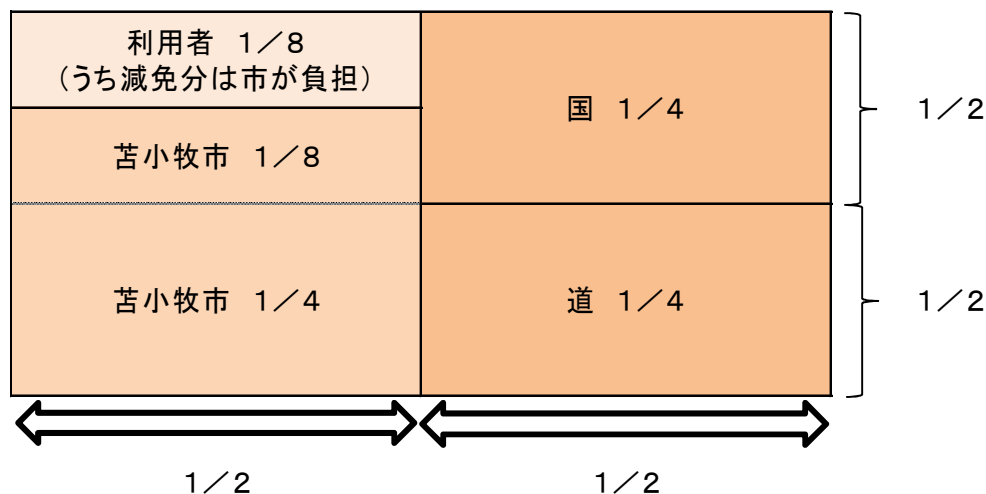 利用者 １／８
（うち減免分は市が負担）
国 １／４
１／２
苫小牧市 １／８
苫小牧市 １／４
道 １／４
１／２
１／２
１／２